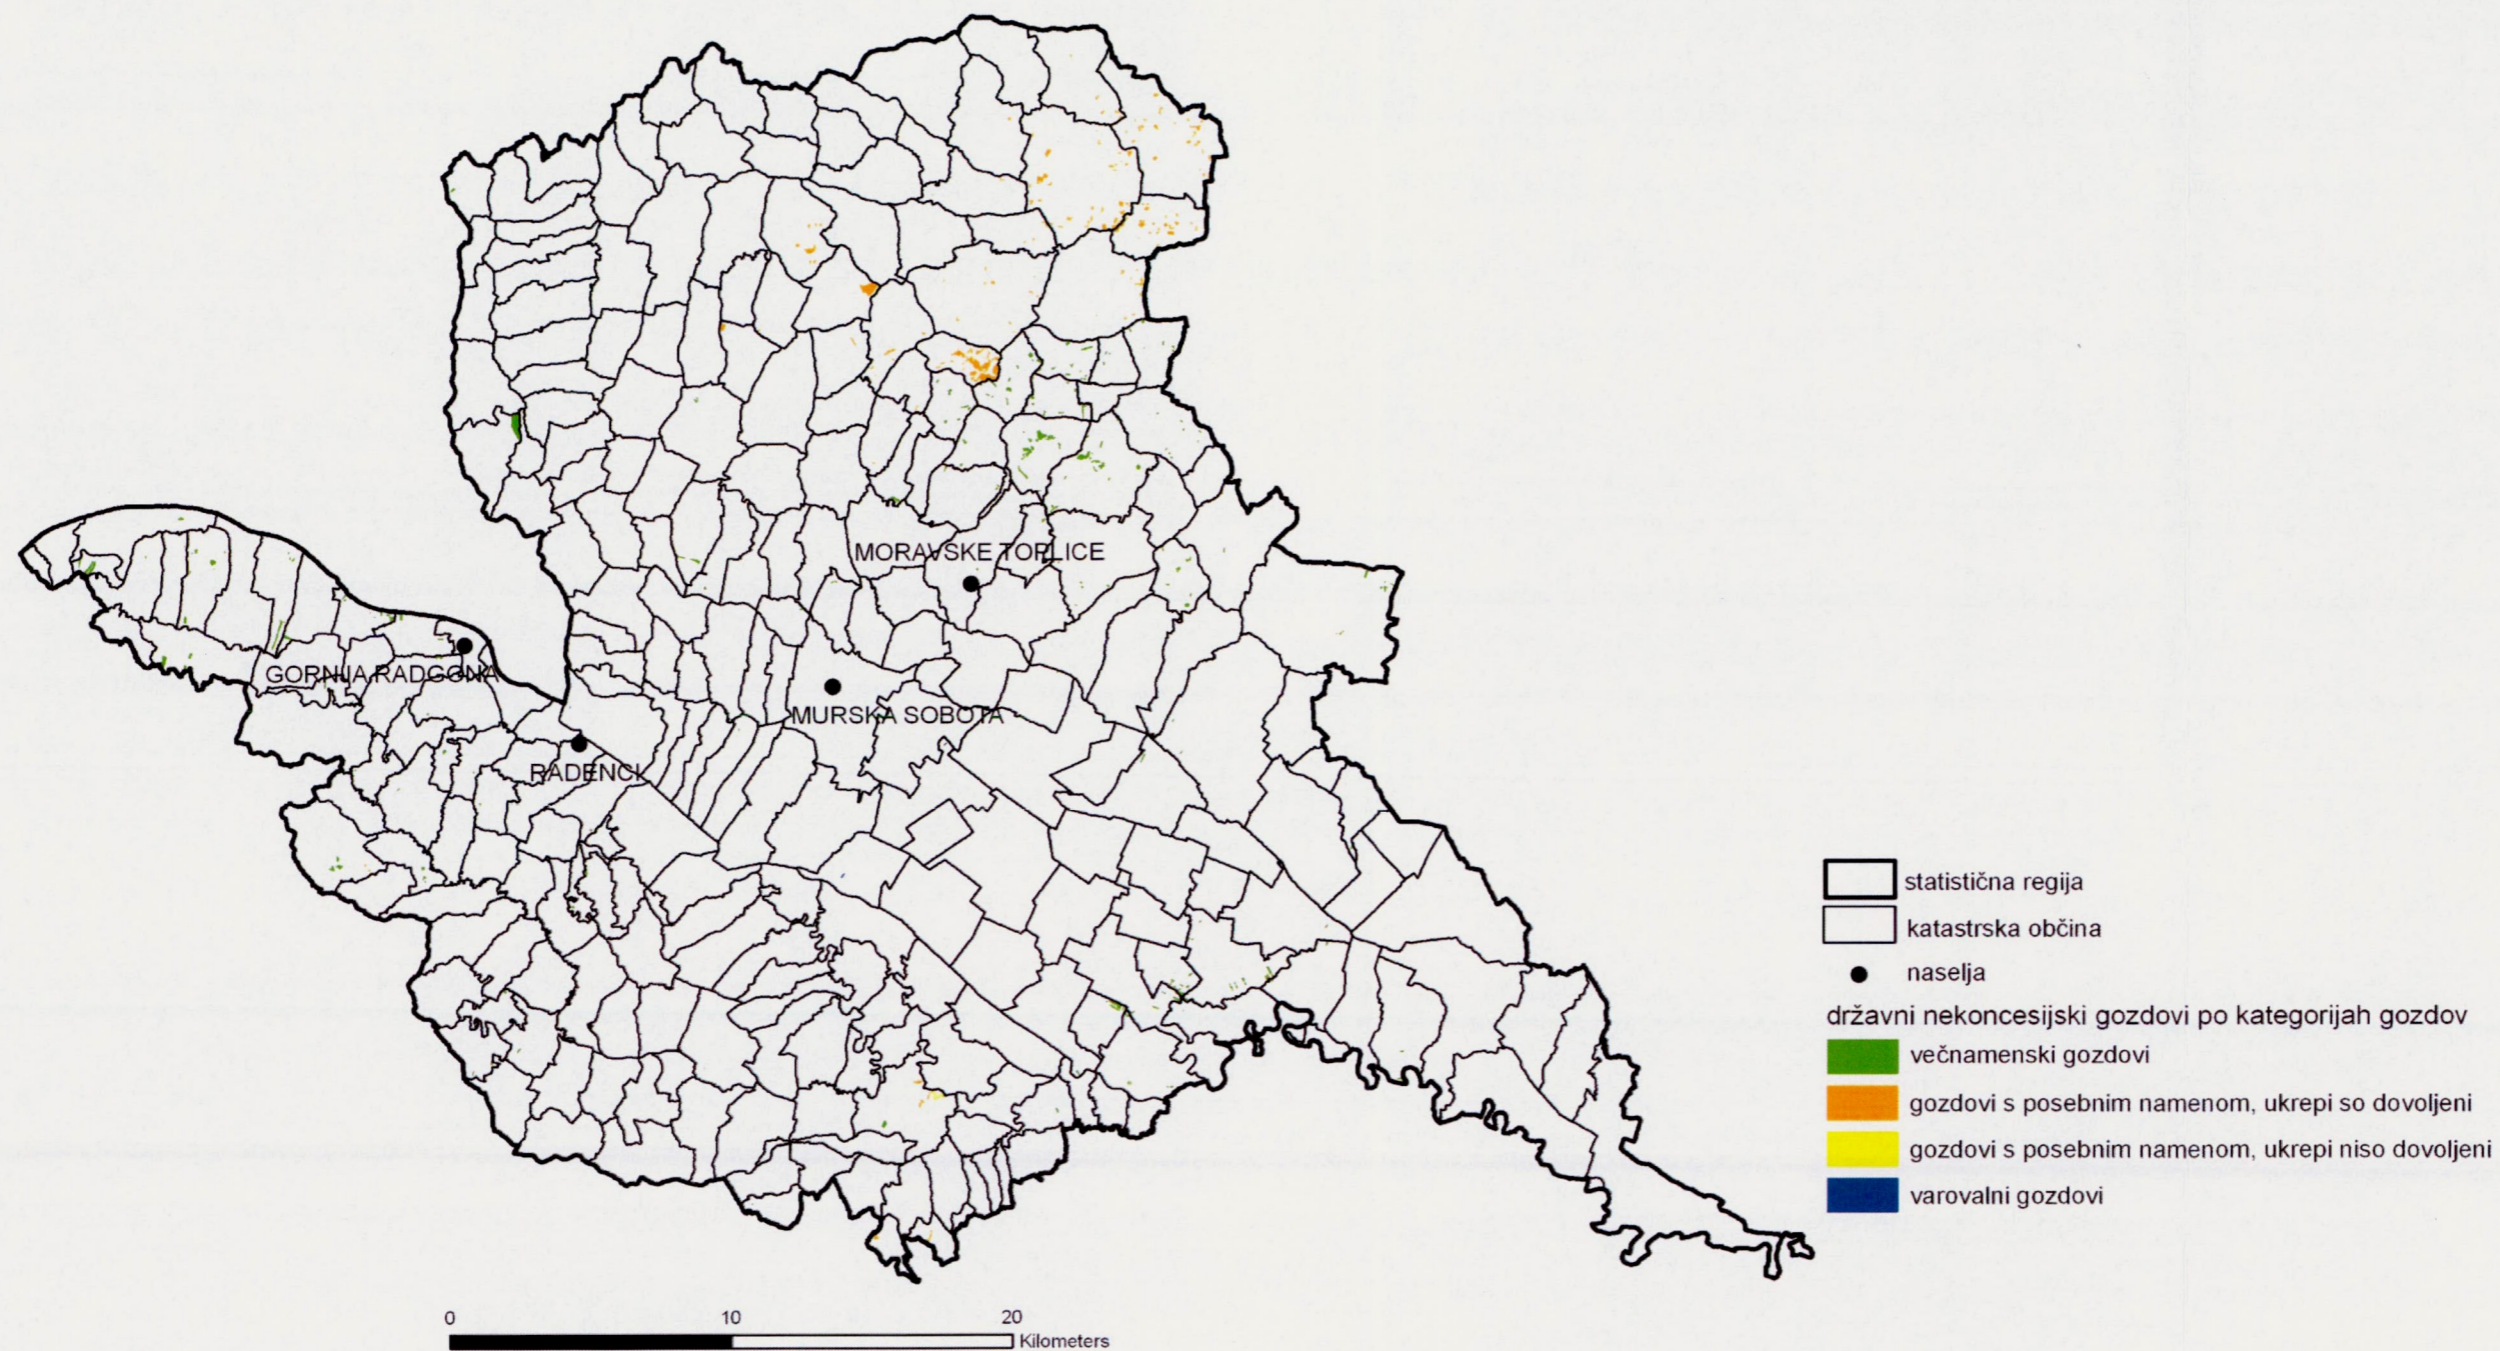 MORAVSKE TOPLICE
GORNJA RADGONA
MURSKA SOBOTA
RADENCI
statistična regija
katastrska občina
naselja
državni nekoncesijski gozdovi po kategorijah gozdov
večnamenski gozdovi
gozdovi s posebnim namenom, ukrepi so dovoljeni
gozdovi s posebnim namenom, ukrepi niso dovoljeni
varovalni gozdovi
0 10 20
Kilometers